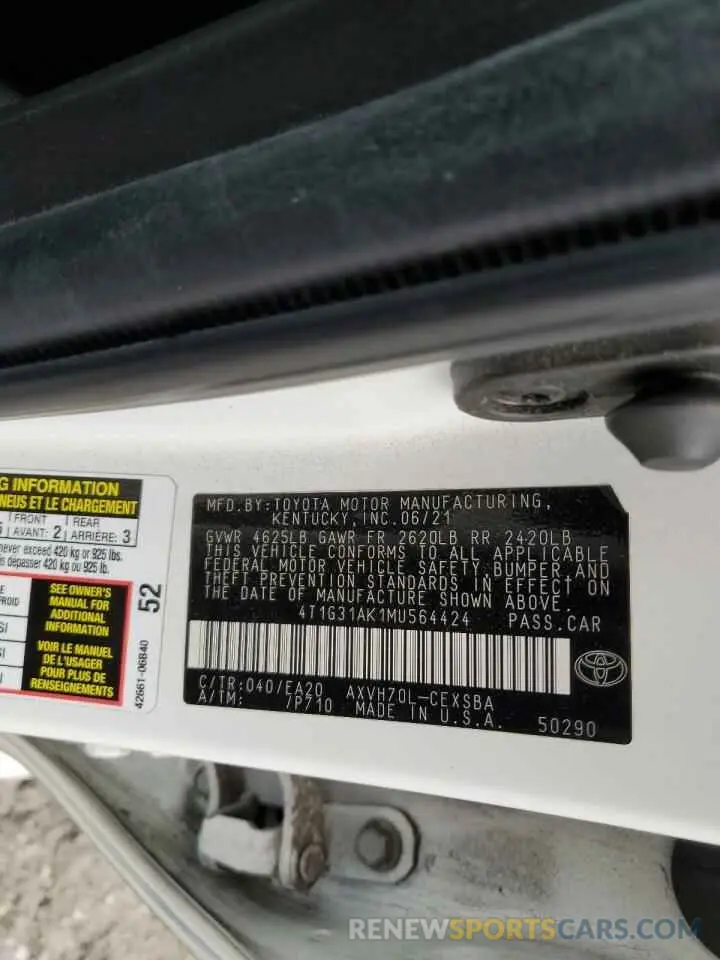 G INFORMATION
NEUS ET LE CHARGEMENT
FRONT REAR
AVANT: 2 ARRIÈRE: 3
never exceed 420 kg or 925 lbs.
dépasser 420 kg ou 925 lb.
SEE OWNER'S
MANUAL FOR
ADDITIONAL
INFORMATION
VOIR LE MANUEL
DE L'USAGER
POUR PLUS DE
RENSEIGNEMENTS
52
42661-06B40
MFD. BY: TOYOTA MOTOR MANUFACTURING,
KENTUCKY, INC. 06/21
GVWR 4625LB GAWR FR 2620LB RR 2420LB
THIS VEHICLE CONFORMS TO ALL APPLICABLE
FEDERAL MOTOR VEHICLE SAFETY, BUMPER, AND
THEFT PREVENTION STANDARDS IN EFFECT ON
THE DATE OF MANUFACTURE SHOWN ABOVE.
4T1G31AK1MU564424 PASS. CAR
C/TR: 040/EA20 AXVH70L-CEXSBA
A/TM: /P710 MADE IN U.S.A. 50290
RENEWSPORTSCARS.COM